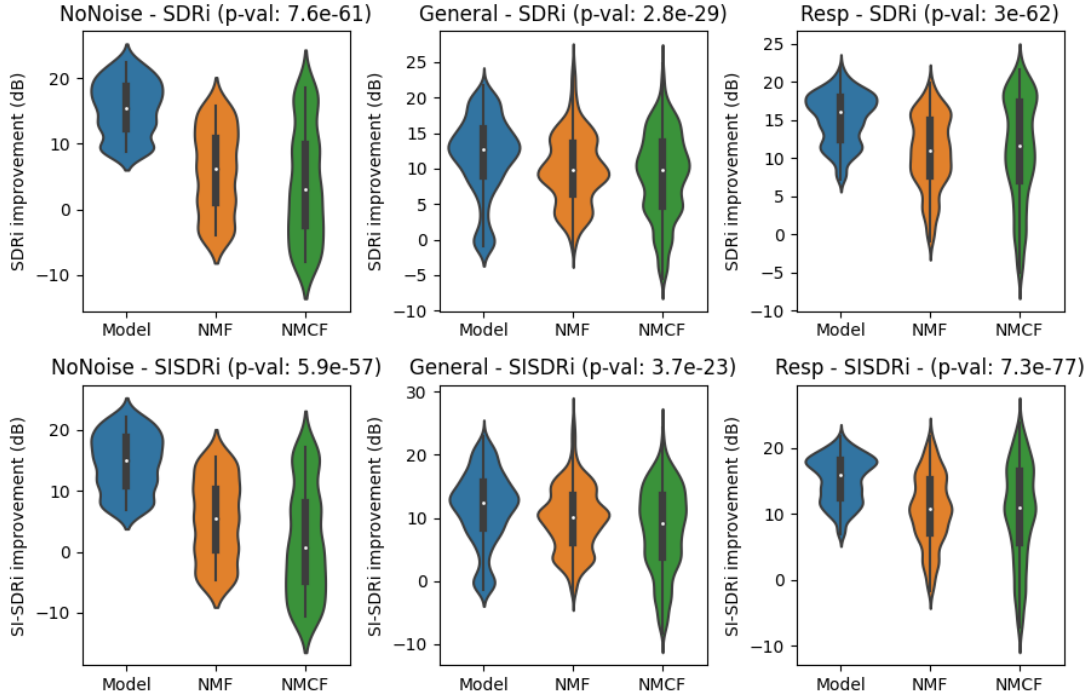 NoNoise - SDRi (p-val: 7.6e-61)
SDRi improvement (dB)
20
10
0
−10
Model NMF NMCF
General - SDRi (p-val: 2.8e-29)
SDRi improvement (dB)
25
20
15
10
5
0
−5
−10
Model NMF NMCF
Resp - SDRi (p-val: 3e-62)
SDRi improvement (dB)
25
20
15
10
5
0
−5
−10
Model NMF NMCF
NoNoise - SISDRi (p-val: 5.9e-57)
SI-SDRi improvement (dB)
20
10
0
−10
Model NMF NMCF
General - SISDRi (p-val: 3.7e-23)
SI-SDRi improvement (dB)
30
20
10
0
−10
Model NMF NMCF
Resp - SISDRi - (p-val: 7.3e-77)
SI-SDRi improvement (dB)
20
10
0
−10
Model NMF NMCF